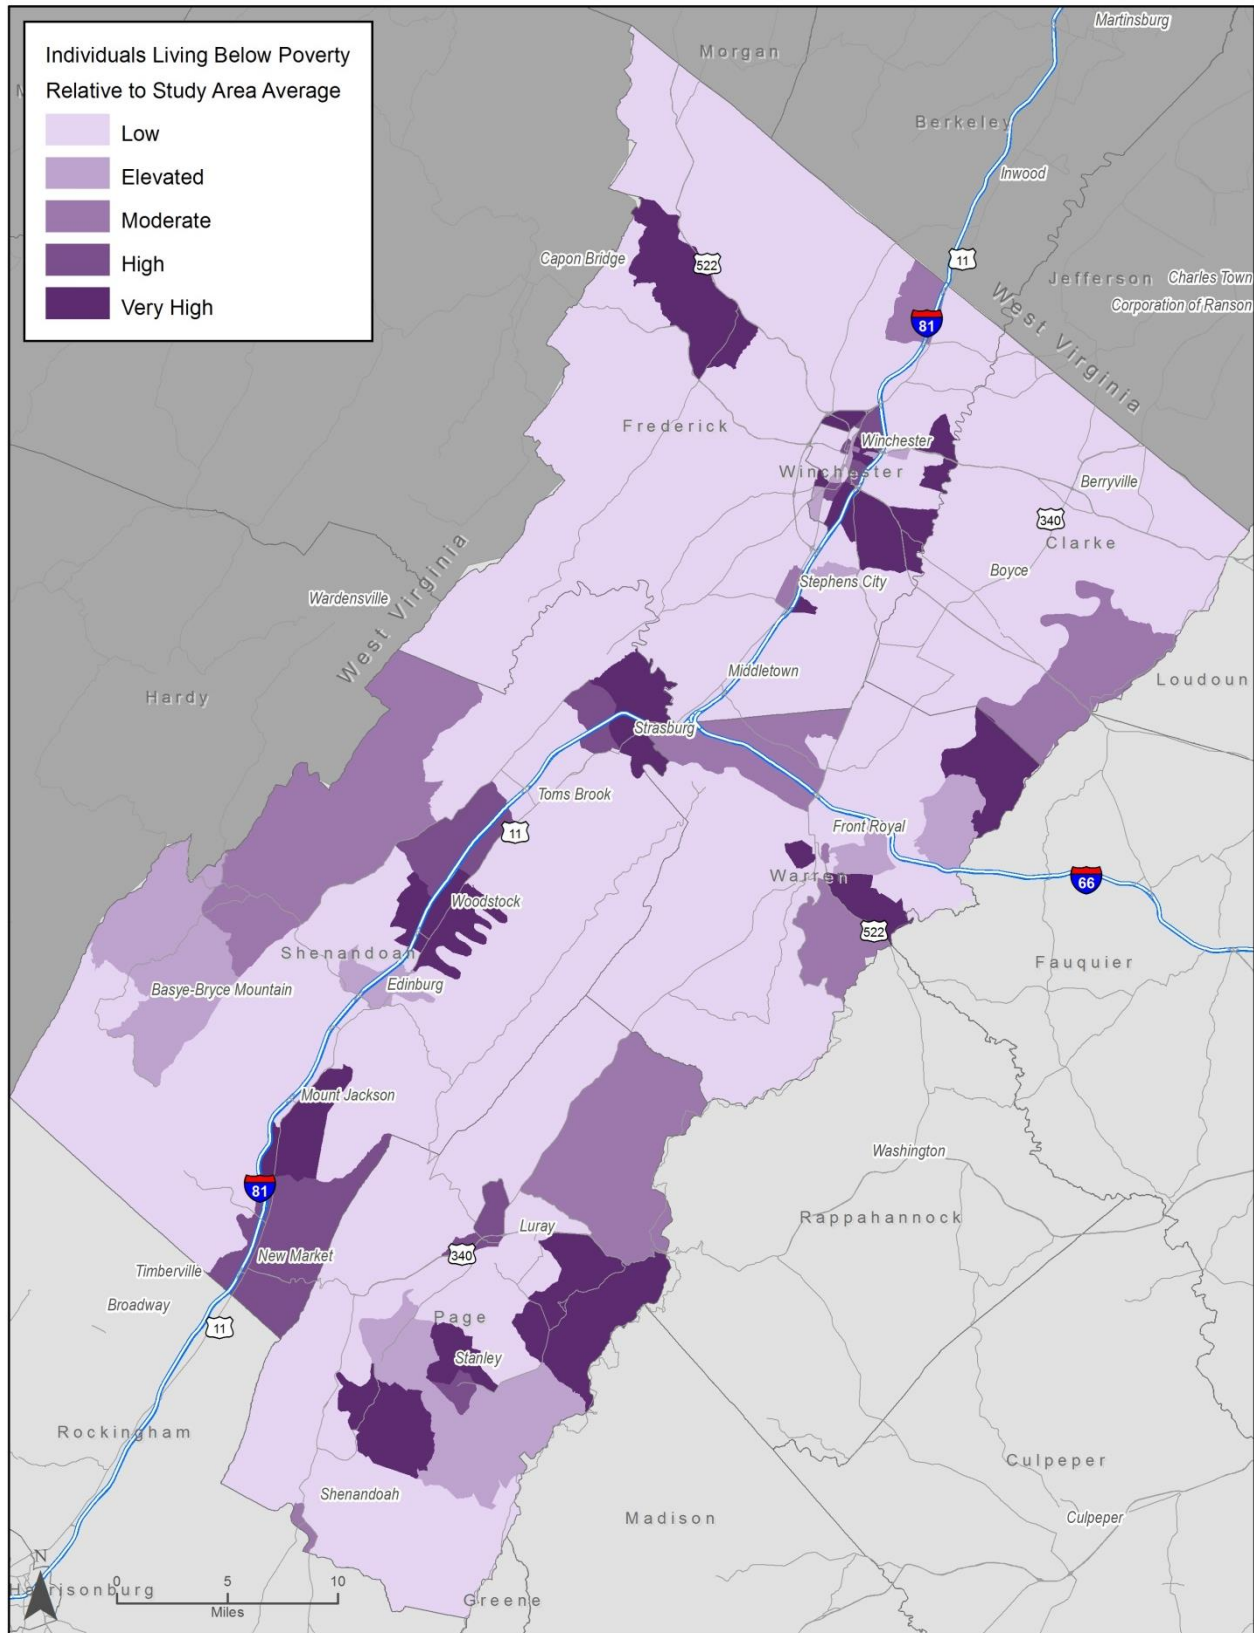 Individuals Living Below Poverty
Relative to Study Area Average
Low
Elevated
Moderate
High
Very High
Martinsburg
Morgan
Berkeley
Inwood
Capon Bridge
522
11
Jefferson
Charles Town
Corporation of Ranson
81
West Virginia
Frederick
Winchester
Winchester
Berryville
340
Clarke
Boyce
Stephens City
Wardensville
West Virginia
Middletown
Loudoun
Hardy
Strasburg
Toms Brook
11
Front Royal
Warren
66
Woodstock
522
Shenandoah
Fauquier
Edinburg
Basye-Bryce Mountain
Mount Jackson
Washington
81
Rappahannock
Luray
340
New Market
Timberville
Broadway
11
Page
Stanley
Rockingham
Culpeper
Shenandoah
Madison
Culpeper
N
Harrisonburg
0 5 10
Miles
Greene